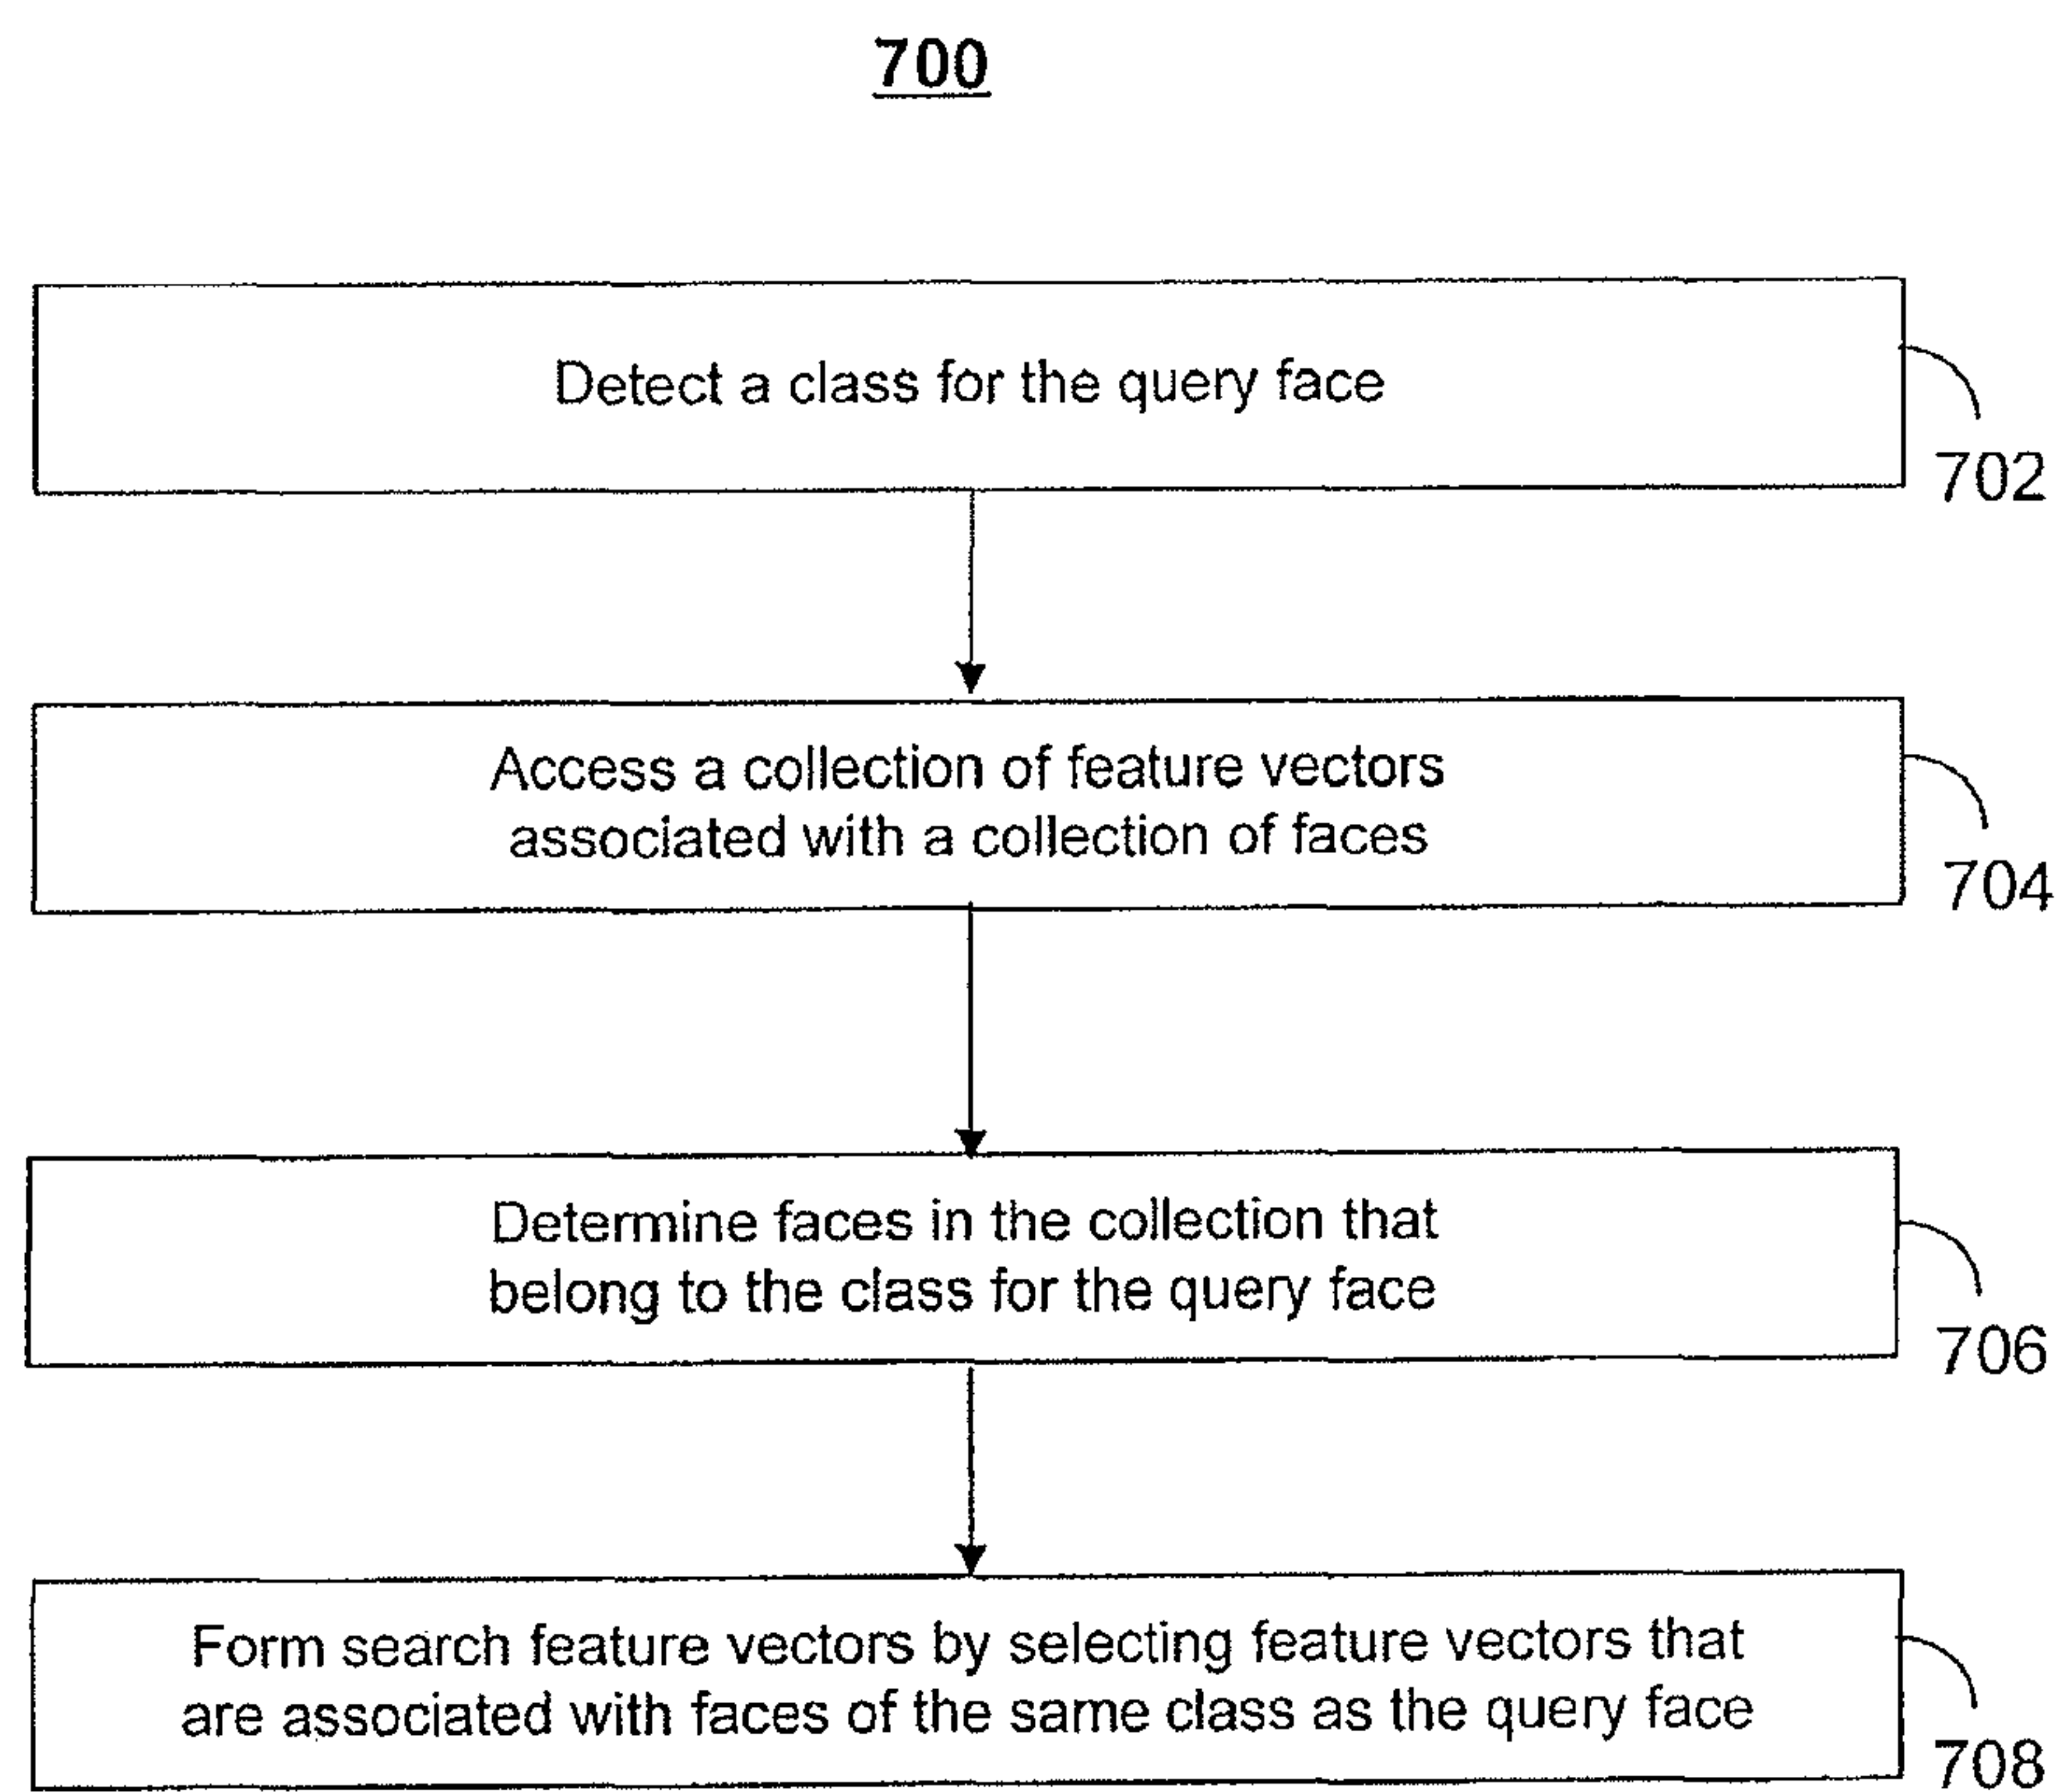 700
Detect a class for the query face
702
Access a collection of feature vectors
associated with a collection of faces
704
Determine faces in the collection that
belong to the class for the query face
706
Form search feature vectors by selecting feature vectors that
are associated with faces of the same class as the query face
708